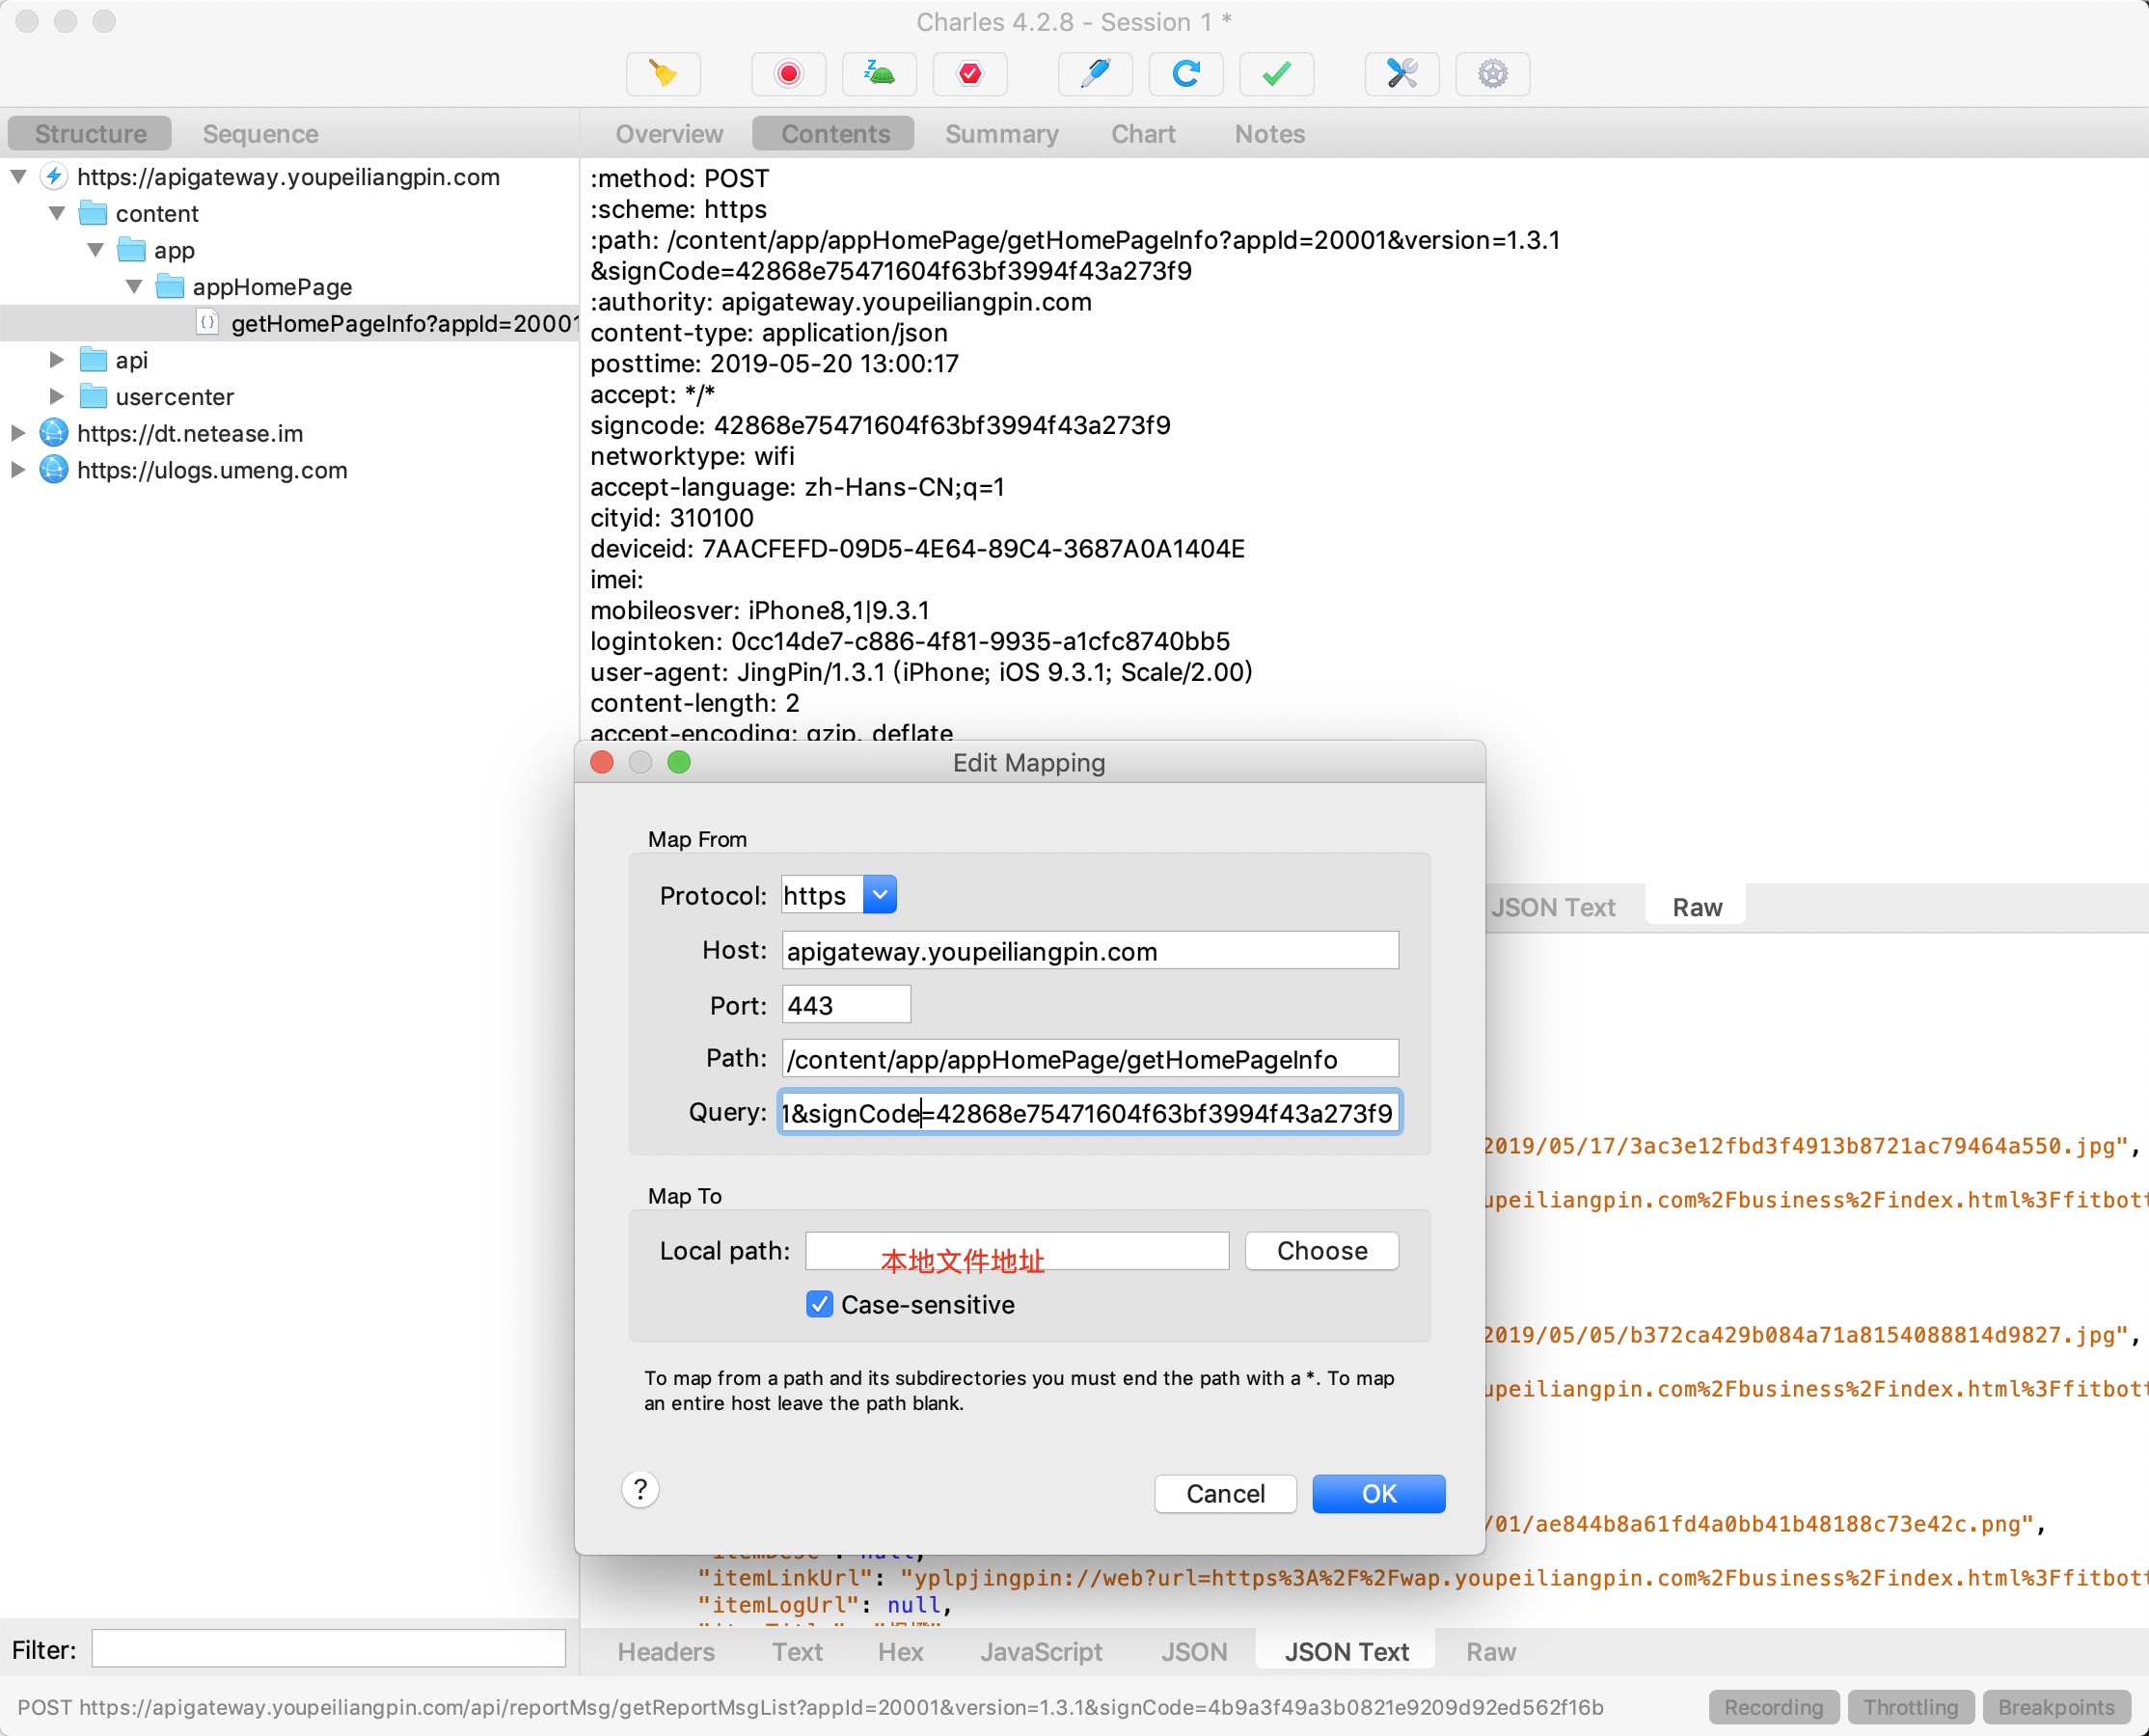 Charles 4.2.8 - Session 1 *
Structure
Sequence
Overview
Contents
Summary
Chart
Notes
https://apigateway.youpeiliangpin.com
content
app
appHomePage
getHomePageInfo?appId=20001
api
usercenter
https://dt.netease.im
https://ulogs.umeng.com
:method: POST
:scheme: https
:path: /content/app/appHomePage/getHomePageInfo?appId=20001&version=1.3.1
&signCode=42868e75471604f63bf3994f43a273f9
:authority: apigateway.youpeiliangpin.com
content-type: application/json
posttime: 2019-05-20 13:00:17
accept: */*
signcode: 42868e75471604f63bf3994f43a273f9
networktype: wifi
accept-language: zh-Hans-CN;q=1
cityid: 310100
deviceid: 7AACFEFD-09D5-4E64-89C4-3687A0A1404E
imei:
mobileosver: iPhone8,1|9.3.1
logintoken: 0cc14de7-c886-4f81-9935-a1cfc8740bb5
user-agent: JingPin/1.3.1 (iPhone; iOS 9.3.1; Scale/2.00)
content-length: 2
accept-encoding: gzip, deflate
Edit Mapping
Map From
Protocol: https
Host: apigateway.youpeiliangpin.com
Port: 443
Path: /content/app/appHomePage/getHomePageInfo
Query: 1&signCode=42868e75471604f63bf3994f43a273f9
Map To
Local path: 本地文件地址 Choose
Case-sensitive
To map from a path and its subdirectories you must end the path with a *. To map
an entire host leave the path blank.
?
Cancel
OK
JSON Text
Raw
2019/05/17/3ac3e12fbd3f4913b8721ac79464a550.jpg",
upeiliangpin.com%2Fbusiness%2Findex.html%3Ffitbott
2019/05/05/b372ca429b084a71a8154088814d9827.jpg",
upeiliangpin.com%2Fbusiness%2Findex.html%3Ffitbott
/01/ae844b8a61fd4a0bb41b48188c73e42c.png",
"itemDesc": null,
"itemLinkUrl": "yplpjingpin://web?url=https%3A%2F%2Fwap.youpeiliangpin.com%2Fbusiness%2Findex.html%3Ffitbott
"itemLogUrl": null,
Filter:
Headers
Text
Hex
JavaScript
JSON
JSON Text
Raw
POST https://apigateway.youpeiliangpin.com/api/reportMsg/getReportMsgList?appId=20001&version=1.3.1&signCode=4b9a3f49a3b0821e9209d92ed562f16b
Recording
Throttling
Breakpoints